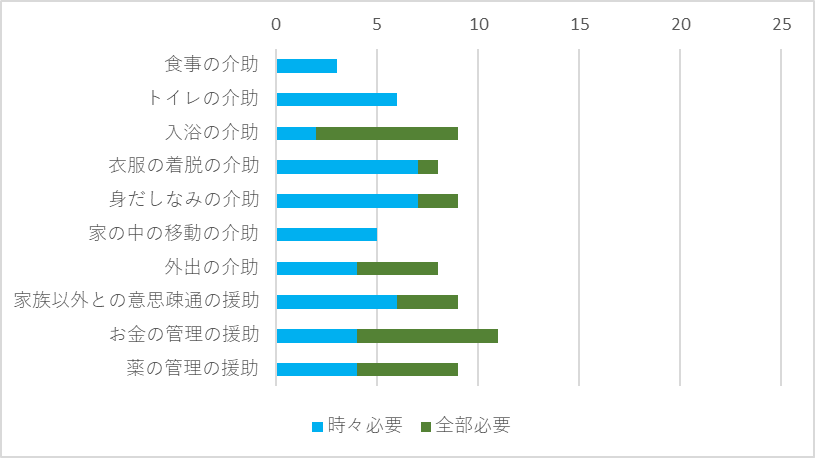 0 5 10 15 20 25
食事の介助
トイレの介助
入浴の介助
衣服の着脱の介助
身だしなみの介助
家の中の移動の介助
外出の介助
家族以外との意思疎通の援助
お金の管理の援助
薬の管理の援助
時々必要 全部必要